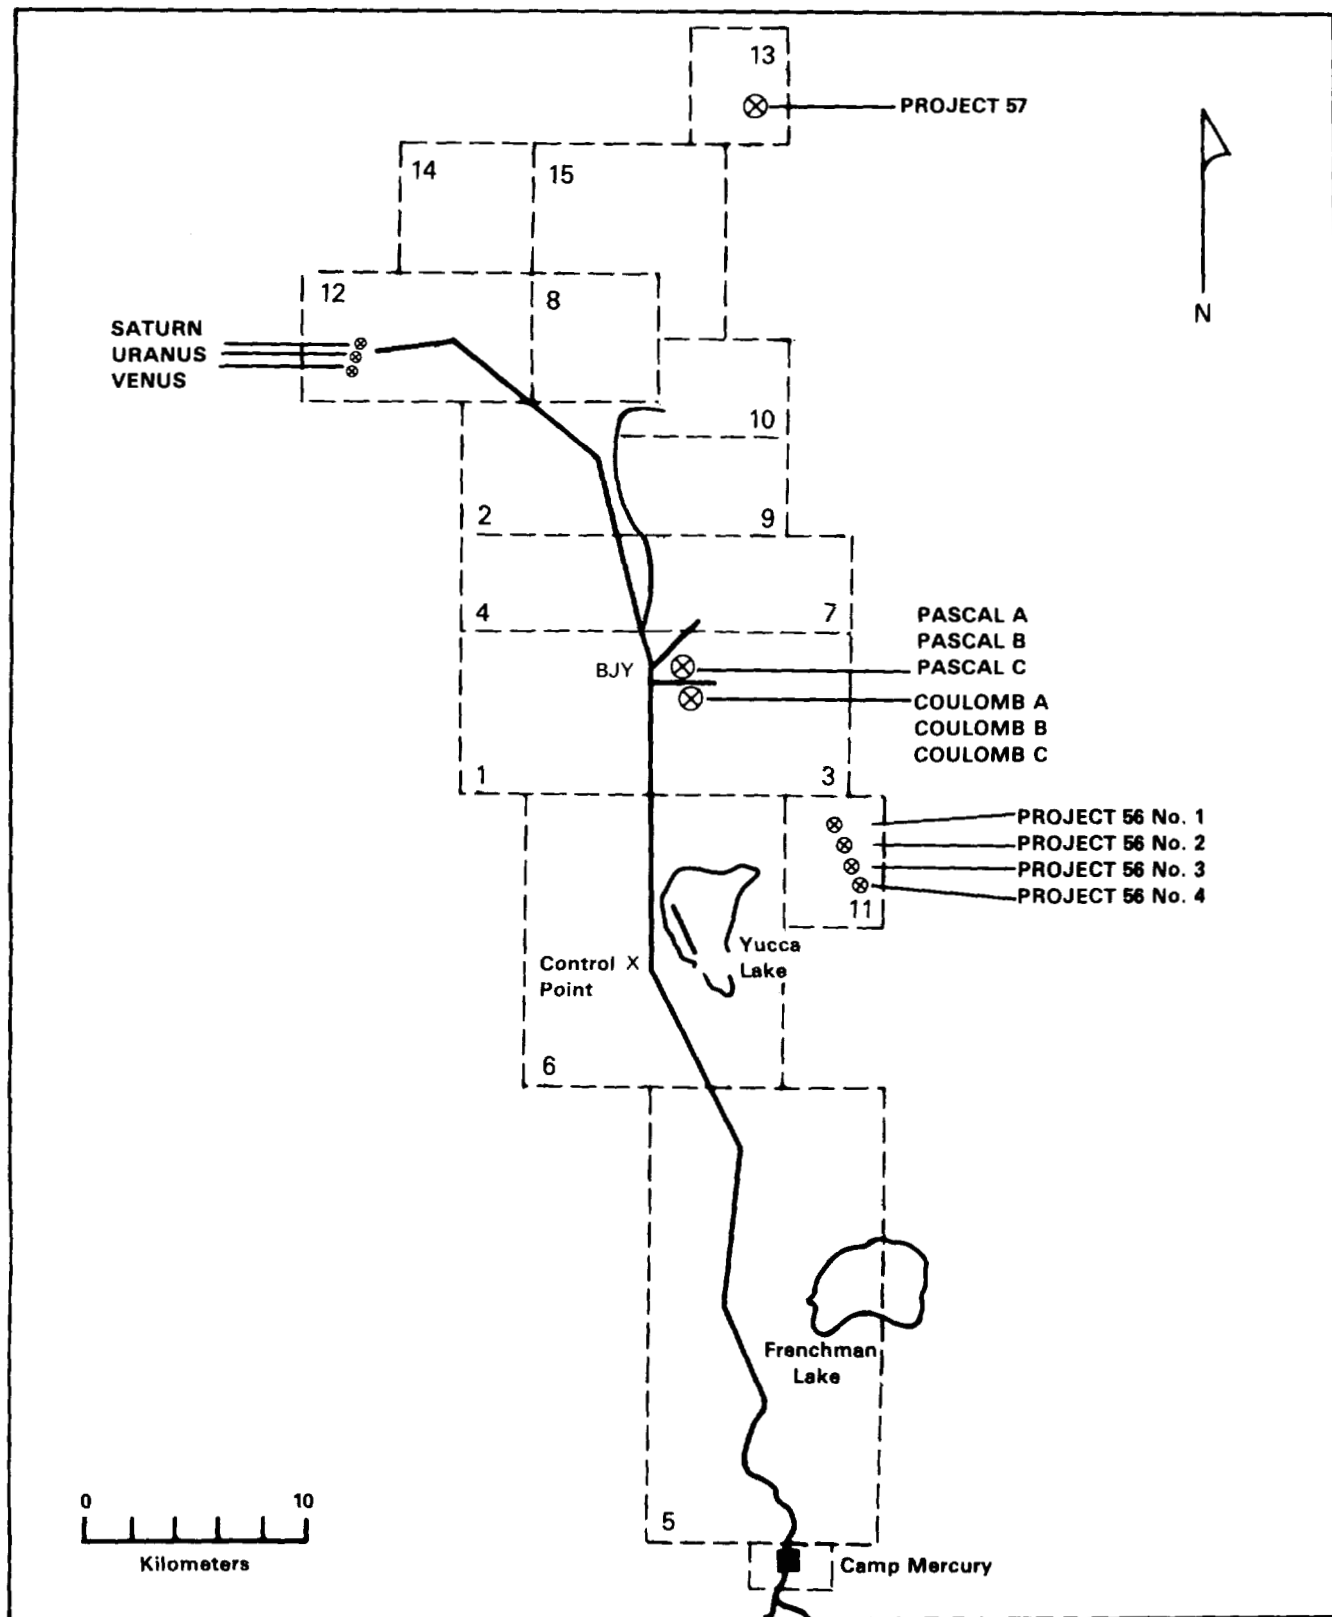 13
PROJECT 57
14
15
N
12
8
SATURN
URANUS
VENUS
10
2
9
4
7
PASCAL A
PASCAL B
PASCAL C
BJY
COULOMB A
COULOMB B
COULOMB C
1
3
PROJECT 56 No. 1
PROJECT 56 No. 2
PROJECT 56 No. 3
PROJECT 56 No. 4
11
Yucca
Lake
Control X
Point
6
Frenchman
Lake
0 10
Kilometers
5
Camp Mercury